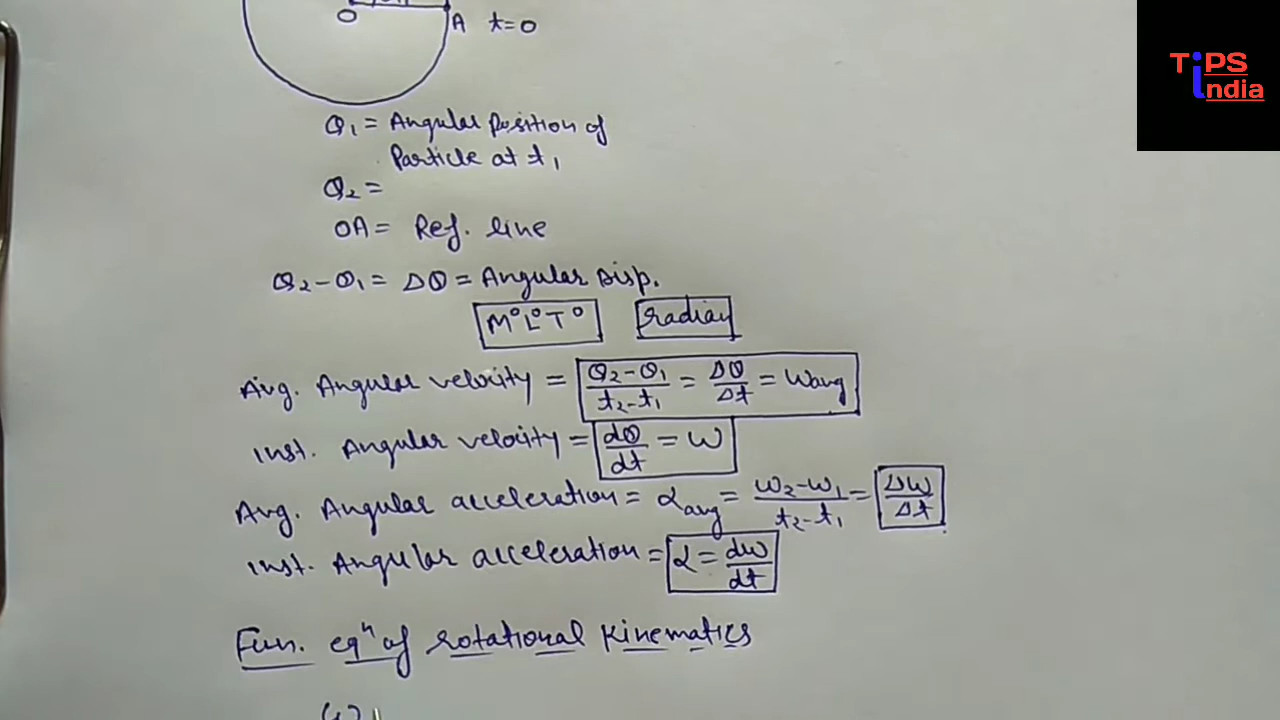 O A t=0
TiPS
India
θ₁ = Angular Position of
Particle at t₁
θ₂ =
OA = Ref. line
θ₂-θ₁ = Δθ = Angular Disp.
M⁰L⁰T⁰ radian
Avg. Angular velocity = θ₂-θ₁/t₂-t₁ = Δθ/Δt = ωavg
Inst. Angular velocity = dθ/dt = ω
Avg. Angular acceleration = αavg = ω₂-ω₁/t₂-t₁ = Δω/Δt
Inst. Angular acceleration = α = dω/dt
Fun. eqⁿ of rotational Kinematics